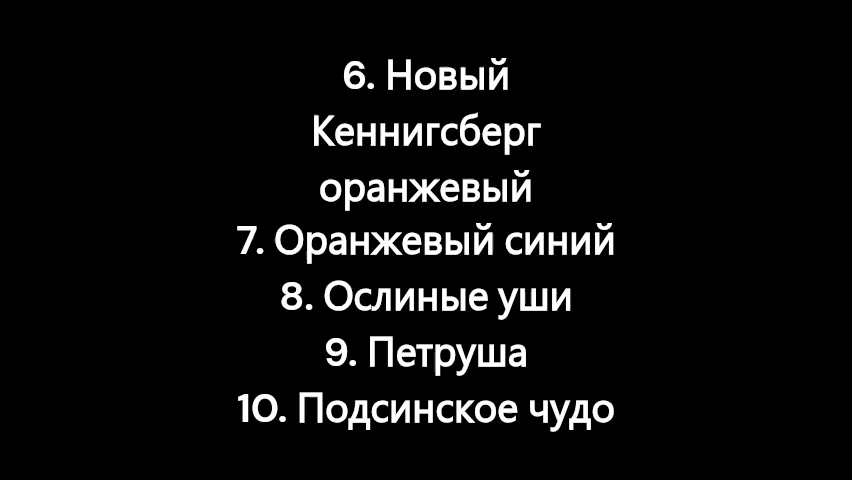 6. Новый
Кеннигсберг
оранжевый
7. Оранжевый синий
8. Ослиные уши
9. Петруша
10. Подсинское чудо